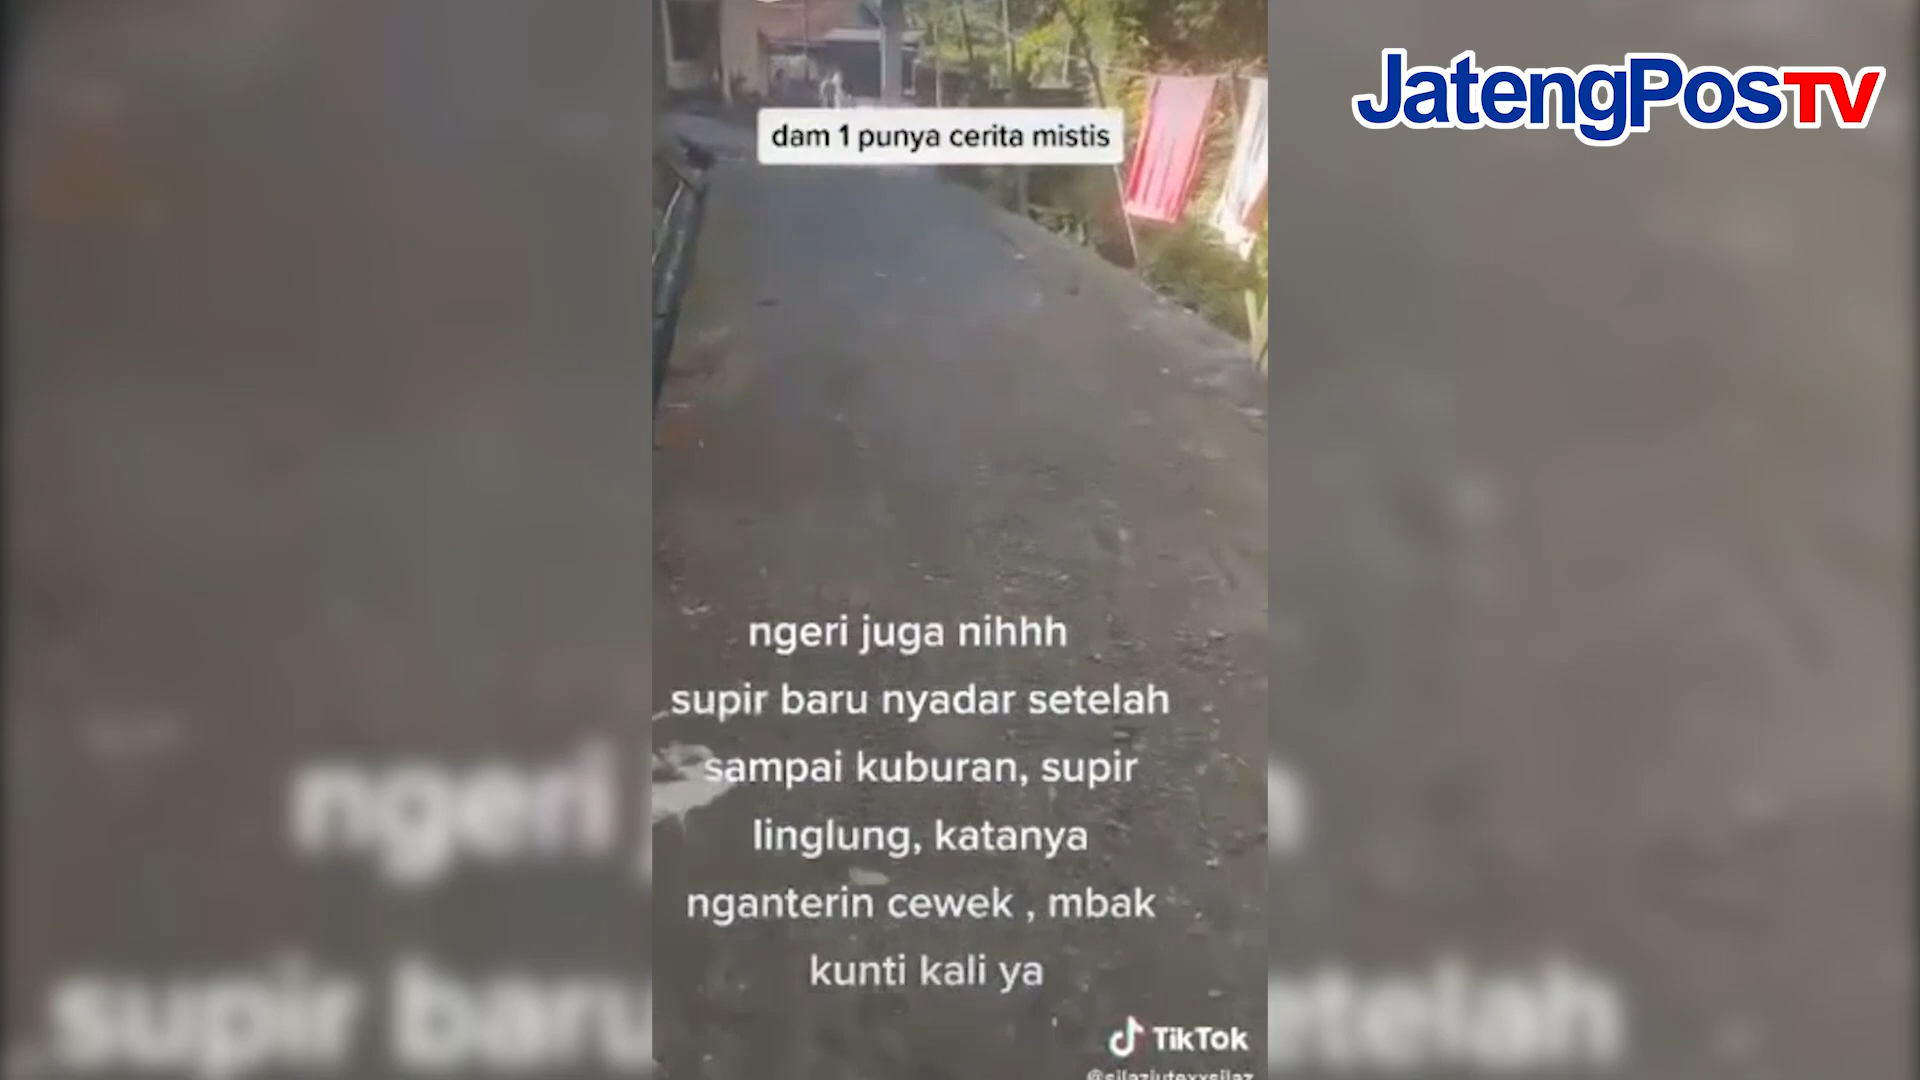 JatengPosTV
dam 1 punya cerita mistis
ngeri juga nihhh
supir baru nyadar setelah
sampai kuburan, supir
linglung, katanya
nganterin cewek , mbak
kunti kali ya
TikTok